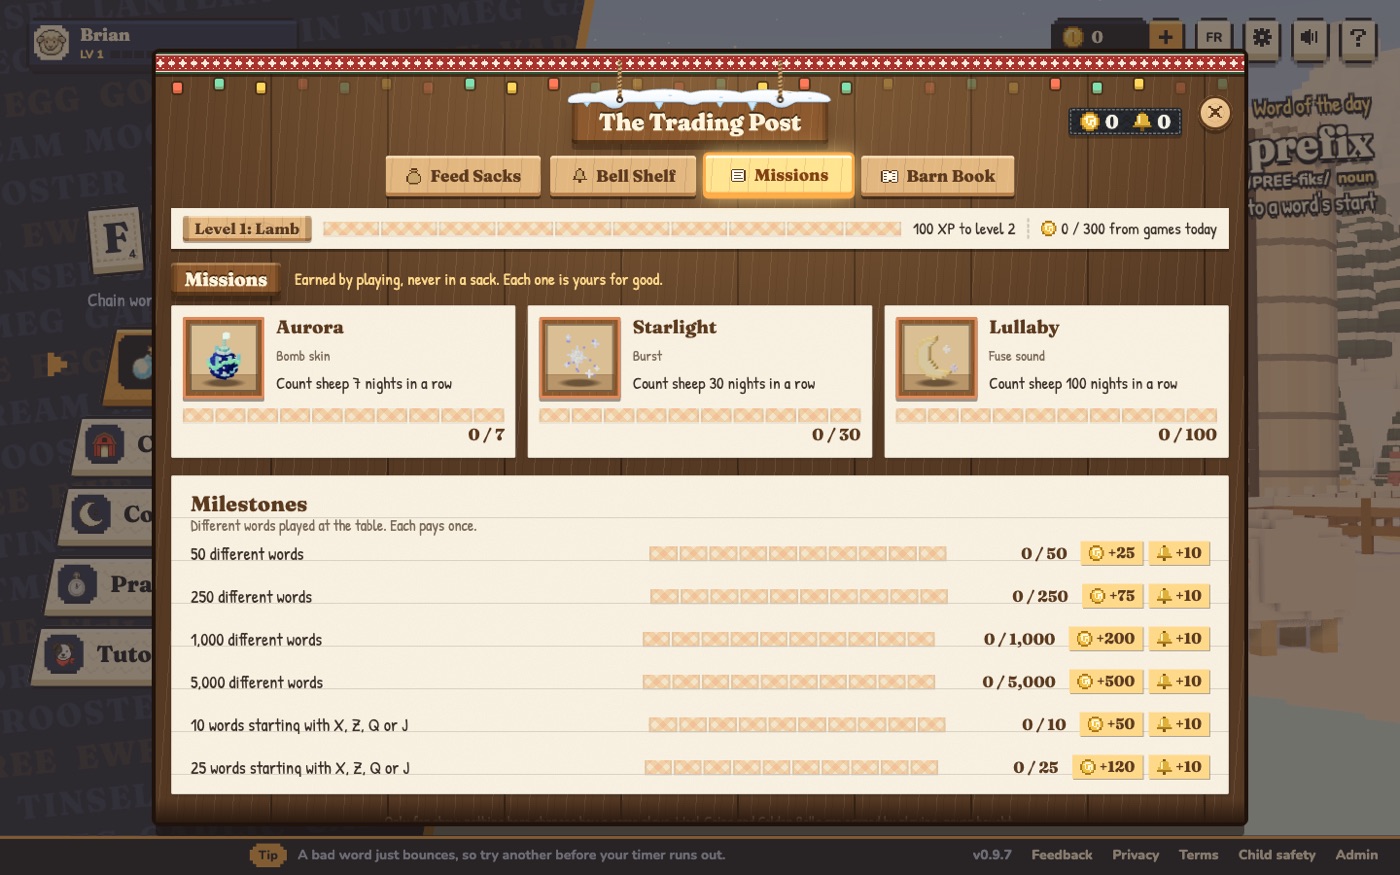 Brian
LV 1
0
+
FR
?
The Trading Post
0 0
Feed Sacks
Bell Shelf
Missions
Barn Book
Word of the day
prefix
/PREE-fiks/ noun
to a word's start
Level 1: Lamb
100 XP to level 2
0 / 300 from games today
Missions
Earned by playing, never in a sack. Each one is yours for good.
Aurora
Bomb skin
Count sheep 7 nights in a row
0 / 7
Starlight
Burst
Count sheep 30 nights in a row
0 / 30
Lullaby
Fuse sound
Count sheep 100 nights in a row
0 / 100
F
4
Chain wor
C
Co
Pra
Tuto
Milestones
Different words played at the table. Each pays once.
50 different words 0 / 50 +25 +10
250 different words 0 / 250 +75 +10
1,000 different words 0 / 1,000 +200 +10
5,000 different words 0 / 5,000 +500 +10
10 words starting with X, Z, Q or J 0 / 10 +50 +10
25 words starting with X, Z, Q or J 0 / 25 +120 +10
Tip
A bad word just bounces, so try another before your timer runs out.
v0.9.7
Feedback
Privacy
Terms
Child safety
Admin